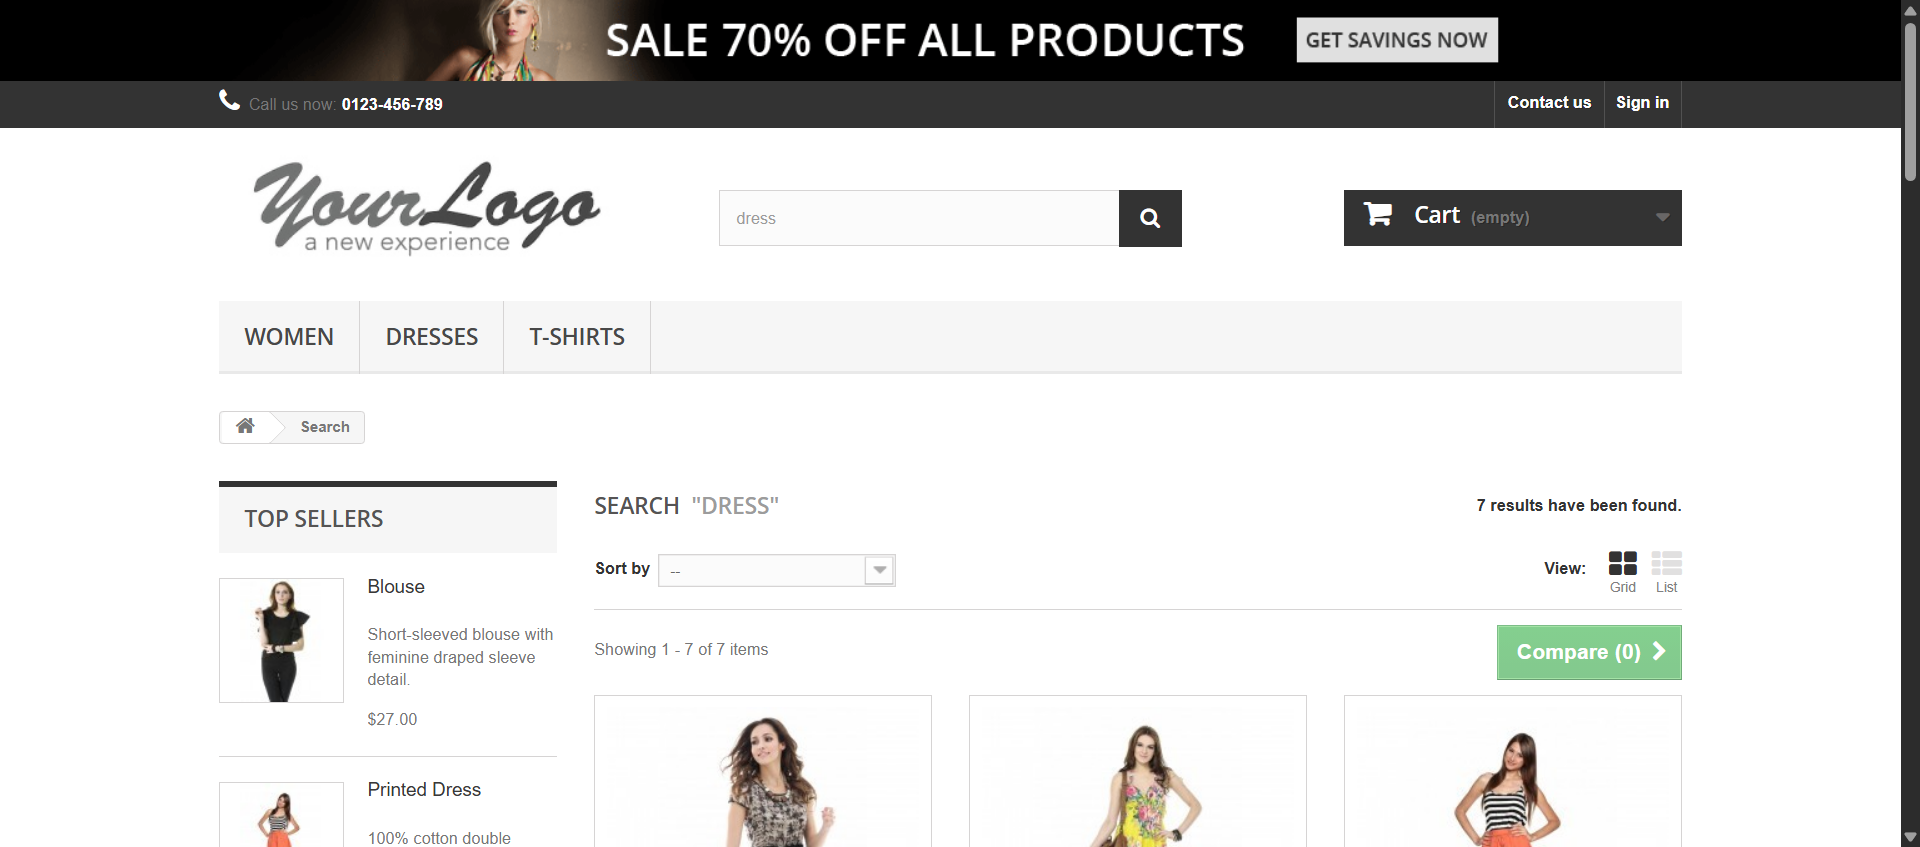 SALE 70% OFF ALL PRODUCTS
GET SAVINGS NOW
Call us now: 0123-456-789
Contact us
Sign in
YourLogo
a new experience
dress
Cart (empty)
WOMEN
DRESSES
T-SHIRTS
Search
TOP SELLERS
Blouse
Short-sleeved blouse with
feminine draped sleeve
detail.
$27.00
Printed Dress
100% cotton double
SEARCH "DRESS"
7 results have been found.
Sort by
--
View:
Grid
List
Showing 1 - 7 of 7 items
Compare (0)